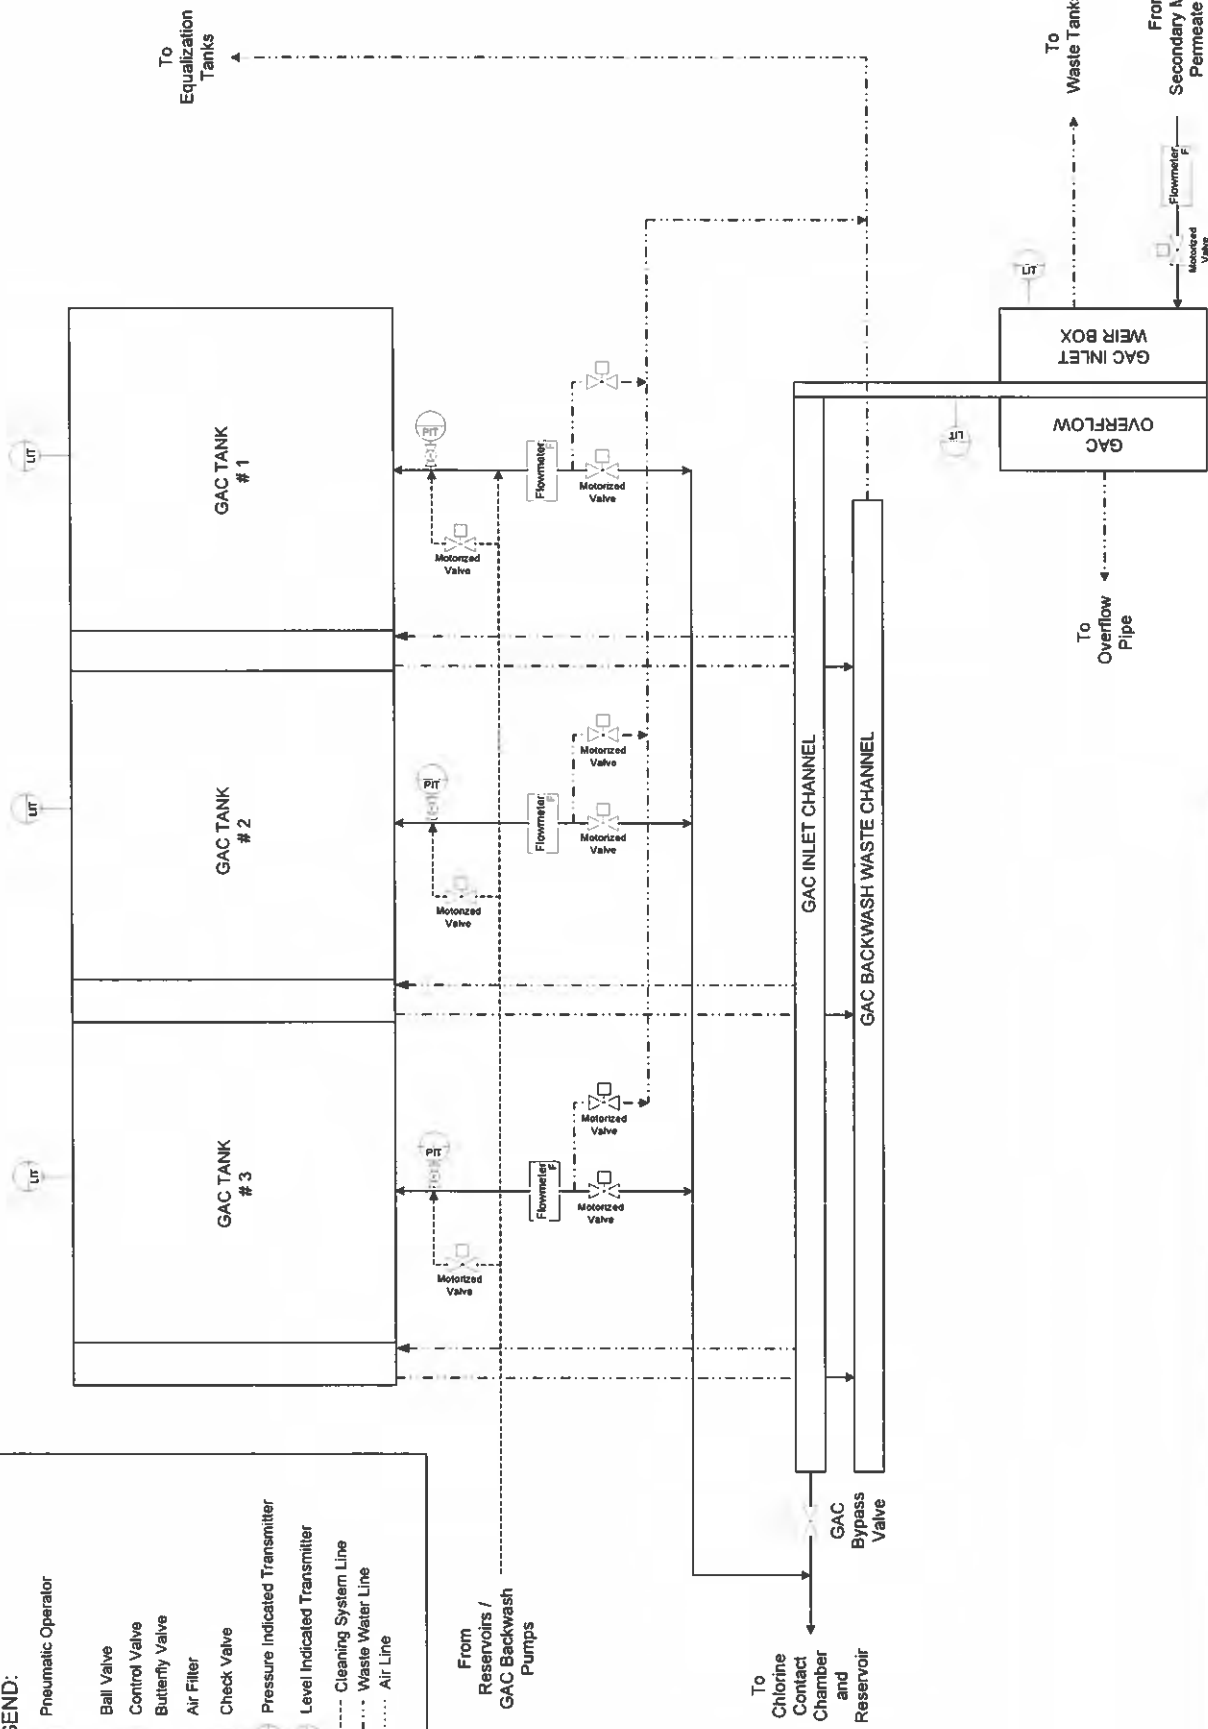 To
Equalization
Tanks
To
Waste Tanks
From
Secondary M
Permeate
Flowmeter
F
Motorized
Valve
LIT
GAC INLET
WEIR BOX
GAC
OVERFLOW
LIT
To
Overflow
Pipe
LIT
GAC TANK
# 1
PIT
Motorized
Valve
Flowmeter
F
Motorized
Valve
LIT
GAC TANK
# 2
PIT
Motorized
Valve
Flowmeter
F
Motorized
Valve
Motorized
Valve
LIT
GAC TANK
# 3
PIT
Motorized
Valve
Flowmeter
F
Motorized
Valve
Motorized
Valve
GAC INLET CHANNEL
GAC BACKWASH WASTE CHANNEL
GAC
Bypass
Valve
To
Chlorine
Contact
Chamber
and
Reservoir
From
Reservoirs /
GAC Backwash
Pumps
GEND:
Pneumatic Operator
Ball Valve
Control Valve
Butterfly Valve
Air Filter
Check Valve
Pressure Indicated Transmitter
Level Indicated Transmitter
Cleaning System Line
Waste Water Line
Air Line